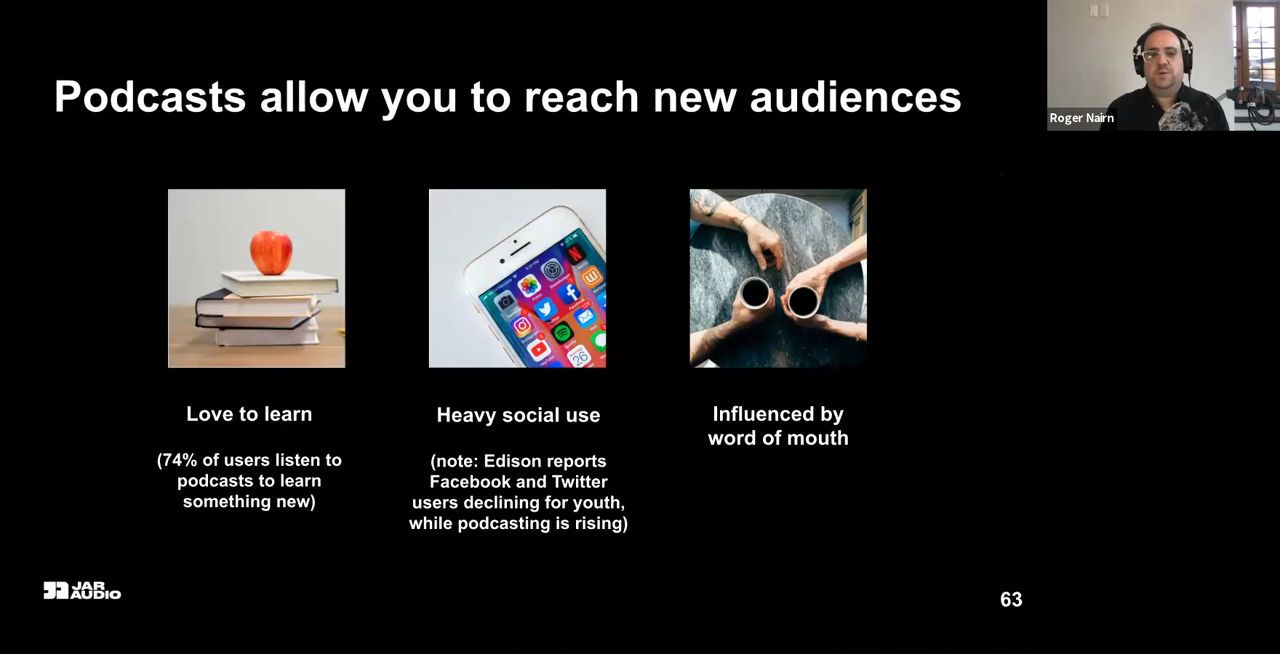 Podcasts allow you to reach new audiences
Roger Nairn
Love to learn
(74% of users listen to
podcasts to learn
something new)
Heavy social use
(note: Edison reports
Facebook and Twitter
users declining for youth,
while podcasting is rising)
Influenced by
word of mouth
JAR
AUDIO
63